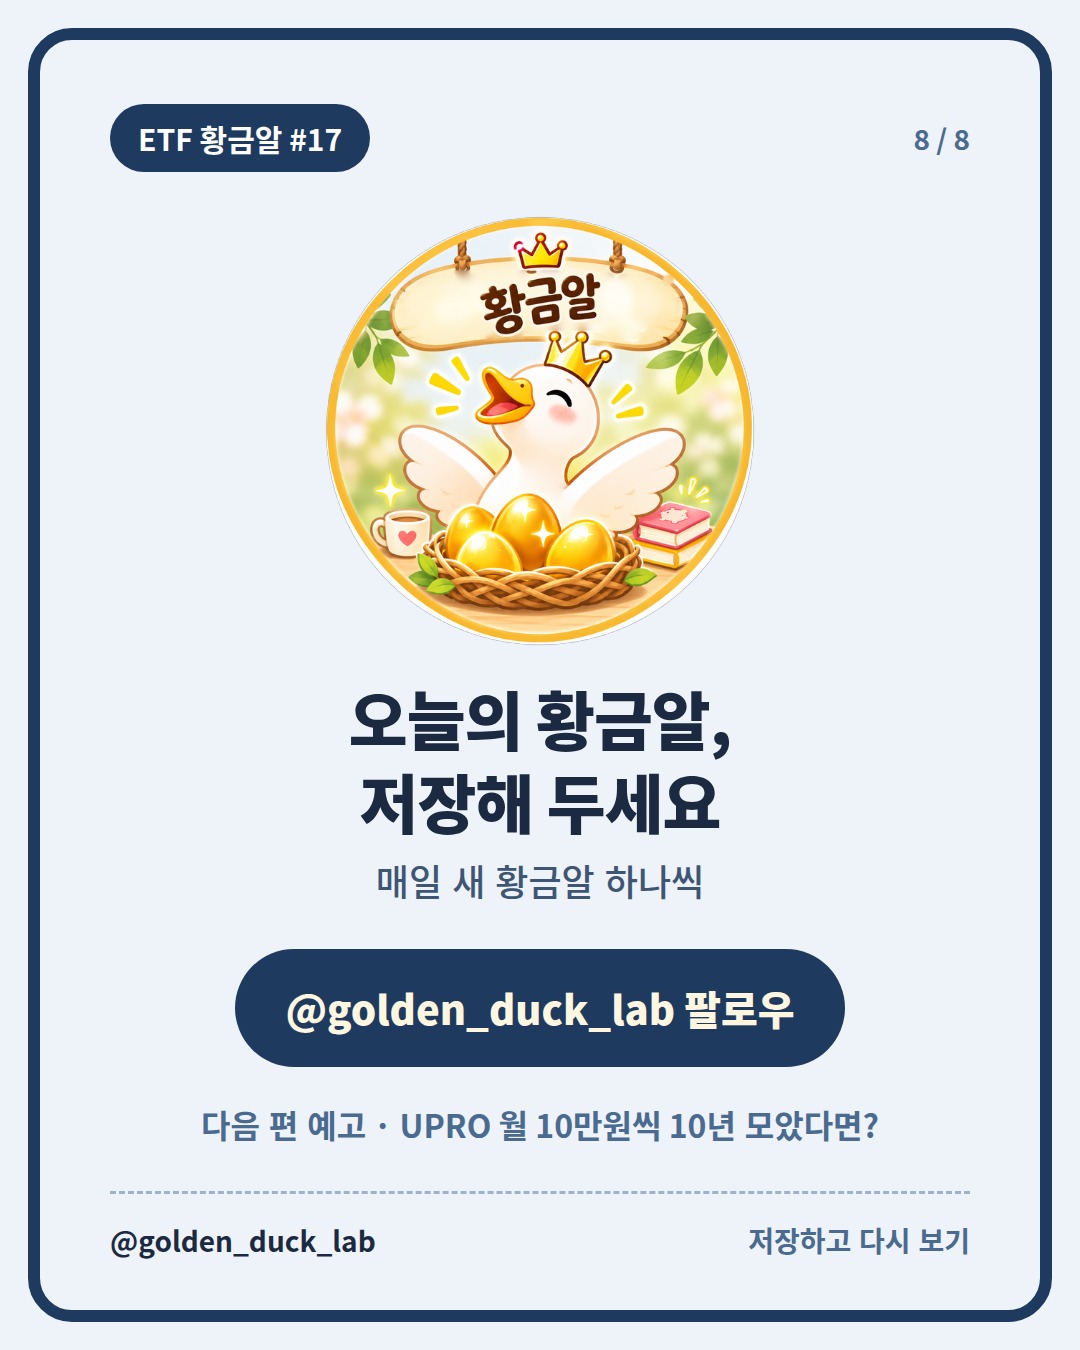 ETF 황금알 #17
8 / 8
황금알
오늘의 황금알,
저장해 두세요
매일 새 황금알 하나씩
@golden_duck_lab 팔로우
다음 편 예고 · UPRO 월 10만원씩 10년 모았다면?
@golden_duck_lab
저장하고 다시 보기